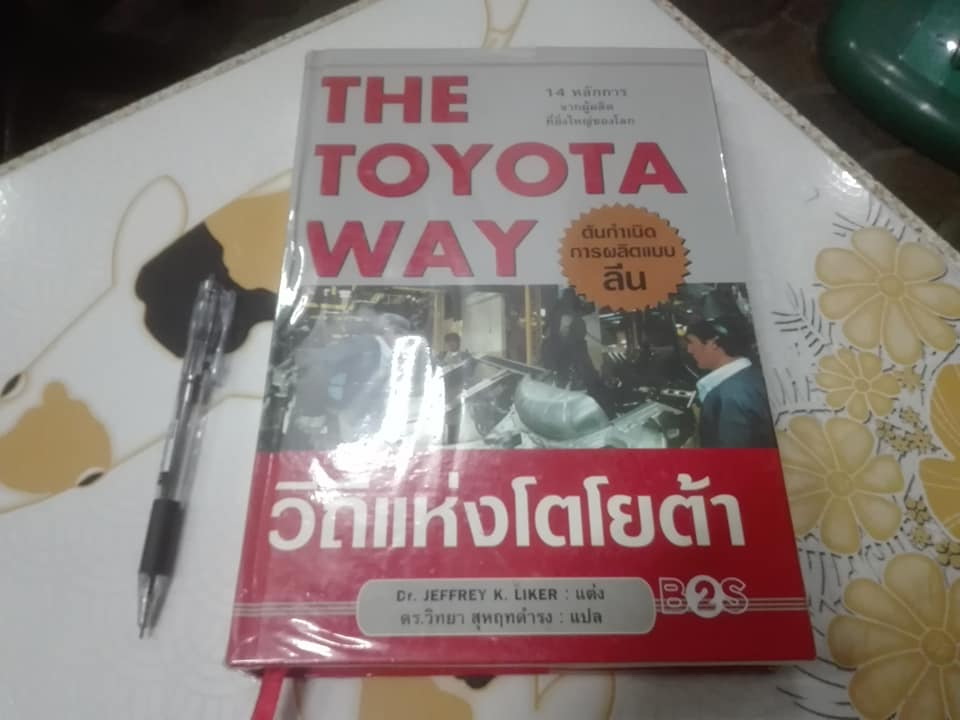 THE
TOYOTA
WAY
14 หลักการ
จากผู้ผลิต
ที่ยิ่งใหญ่ของโลก
ต้นกำเนิด
การผลิตแบบ
ลีน
วิถีแห่งโตโยต้า
Dr. JEFFREY K. LIKER : แต่ง
ดร.วิทยา สุหฤทดำรง : แปล
B2S